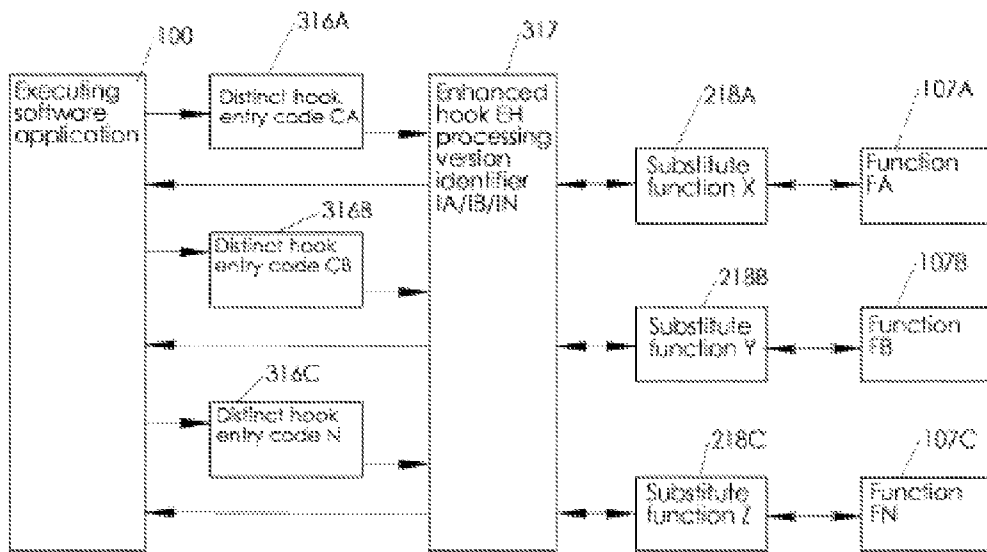 100
316A
317
218A
107A
Executing
software
application
Distinct hook
entry code CA
Enhanced
hook EH
processing
version
identifier
IA/IB/IN
Substitute
function X
Function
FA
316B
Distinct hook
entry code CB
218B
107B
Substitute
function Y
Function
FB
316C
Distinct hook
entry code N
218C
107C
Substitute
function Z
Function
FN